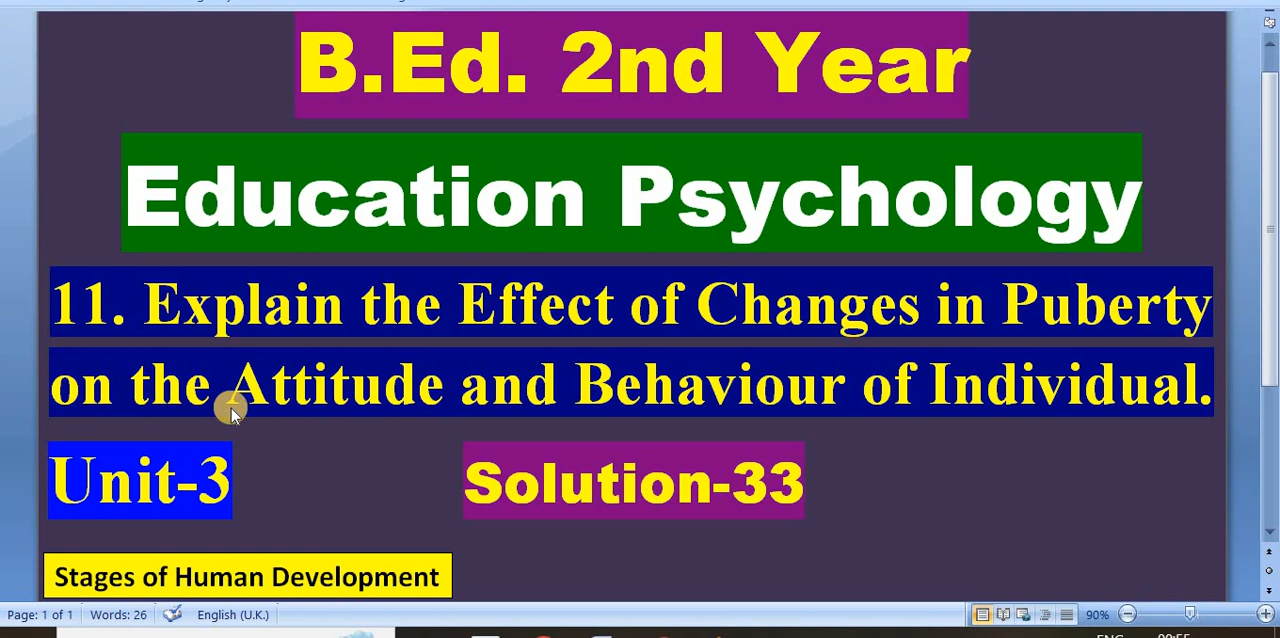 B.Ed. 2nd Year
Education Psychology
11. Explain the Effect of Changes in Puberty
on the Attitude and Behaviour of Individual.
Unit-3
Solution-33
Stages of Human Development
Page: 1 of 1
Words: 26
English (U.K.)
90%